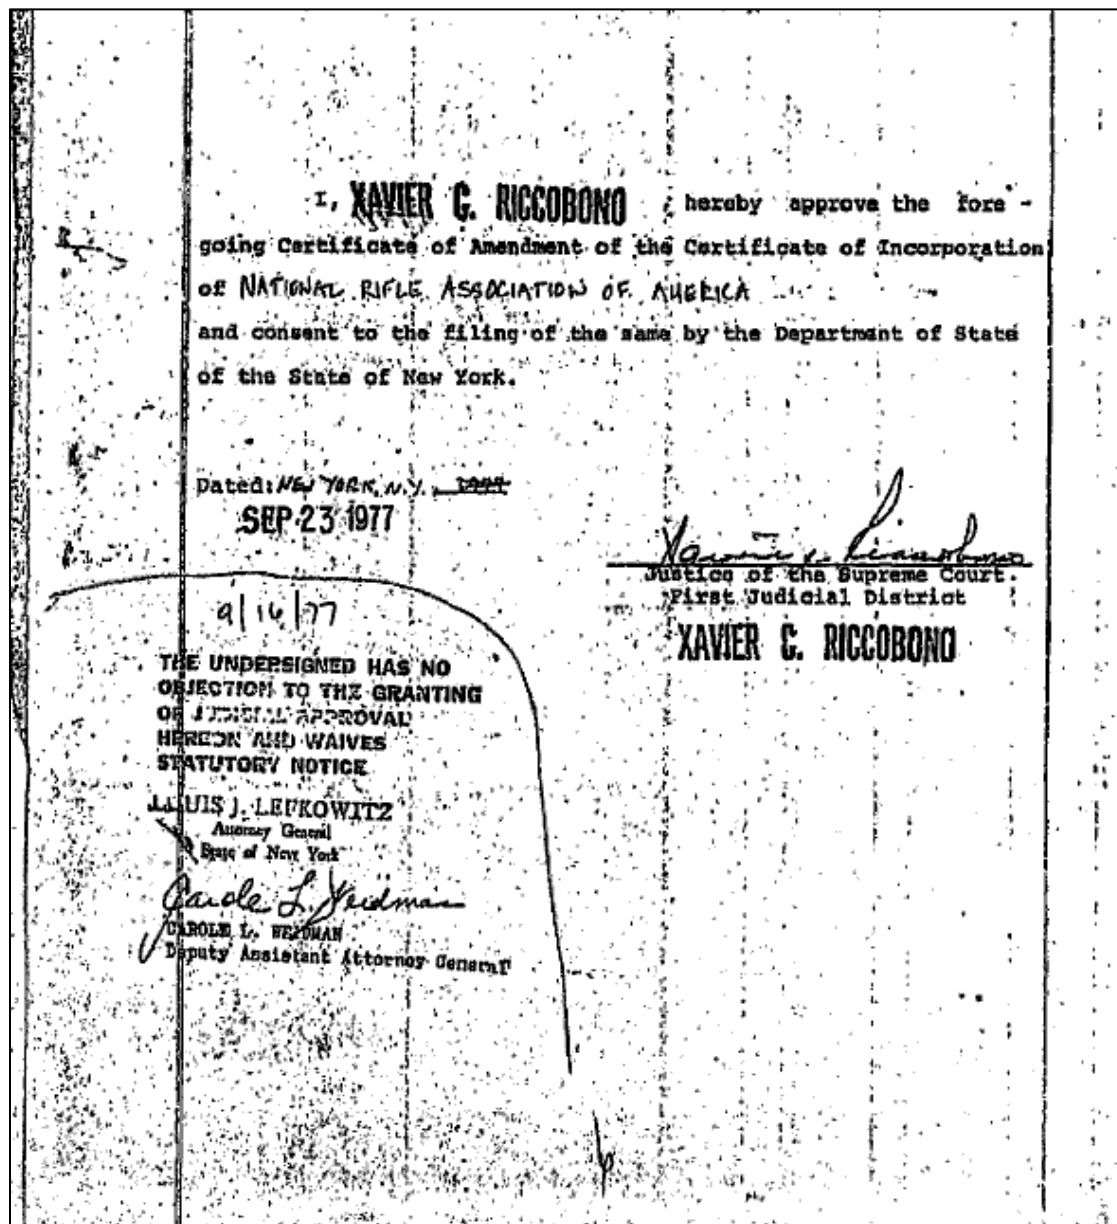 I, XAVIER C. RICCOBONO, hereby approve the fore -
going Certificate of Amendment of the Certificate of Incorporation
of NATIONAL RIFLE ASSOCIATION OF AMERICA
and consent to the filing of the same by the Department of State
of the State of New York.
Dated: NEW YORK, N.Y.
SEP 23 1977
Justice of the Supreme Court.
First Judicial District
XAVIER C. RICCOBONO
9/16/77
THE UNDERSIGNED HAS NO
OBJECTION TO THE GRANTING
OF JUDICIAL APPROVAL
HEREON AND WAIVES
STATUTORY NOTICE
LOUIS J. LEFKOWITZ
Attorney General
State of New York
Carole L. Weidman
CAROLE L. WEIDMAN
Deputy Assistant Attorney General